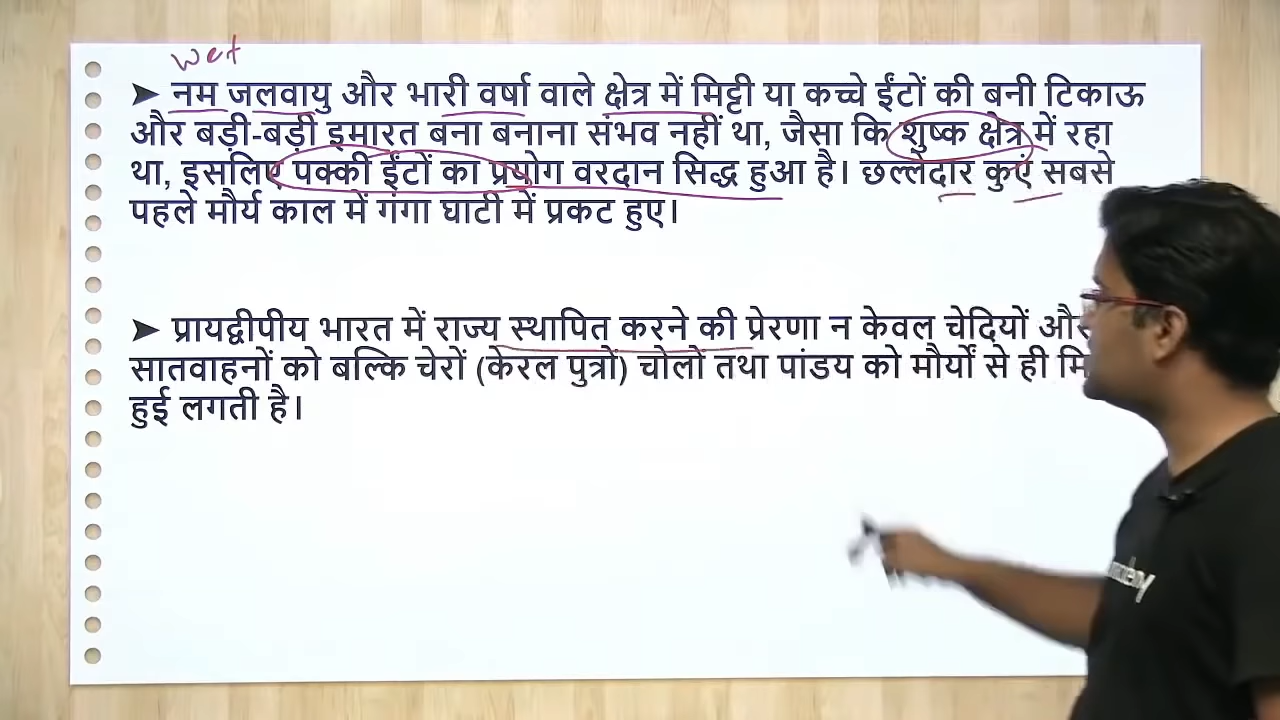 wet
➤ नम जलवायु और भारी वर्षा वाले क्षेत्र में मिट्टी या कच्चे ईंटों की बनी टिकाऊ
और बड़ी-बड़ी इमारत बना बनाना संभव नहीं था, जैसा कि शुष्क क्षेत्र में रहा
था, इसलिए पक्की ईंटों का प्रयोग वरदान सिद्ध हुआ है। छल्लेदार कुएं सबसे
पहले मौर्य काल में गंगा घाटी में प्रकट हुए।
➤ प्रायद्वीपीय भारत में राज्य स्थापित करने की प्रेरणा न केवल चेदियों
सातवाहनों को बल्कि चेरों (केरल पुत्रों) चोलों तथा पांडय को मौर्यों से ही
हुई लगती है।